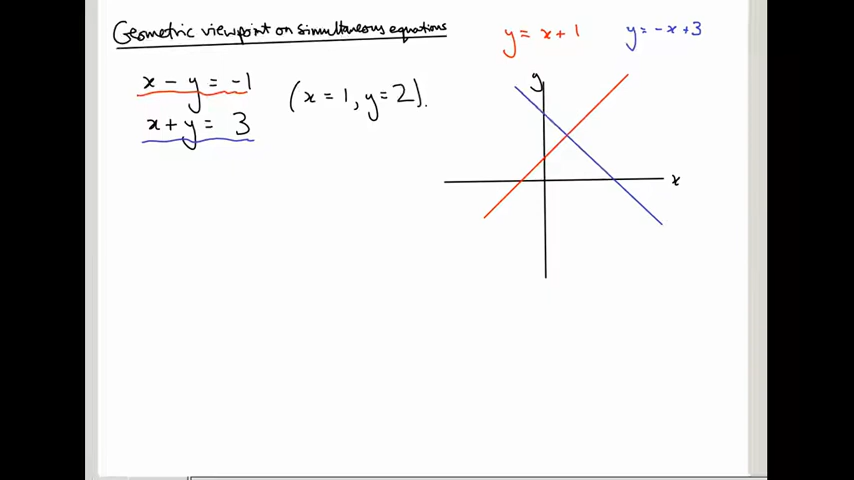 Geometric viewpoint on simultaneous equations
y = x + 1
y = -x + 3
x - y = -1
(x = 1, y = 2).
x + y = 3
y
x